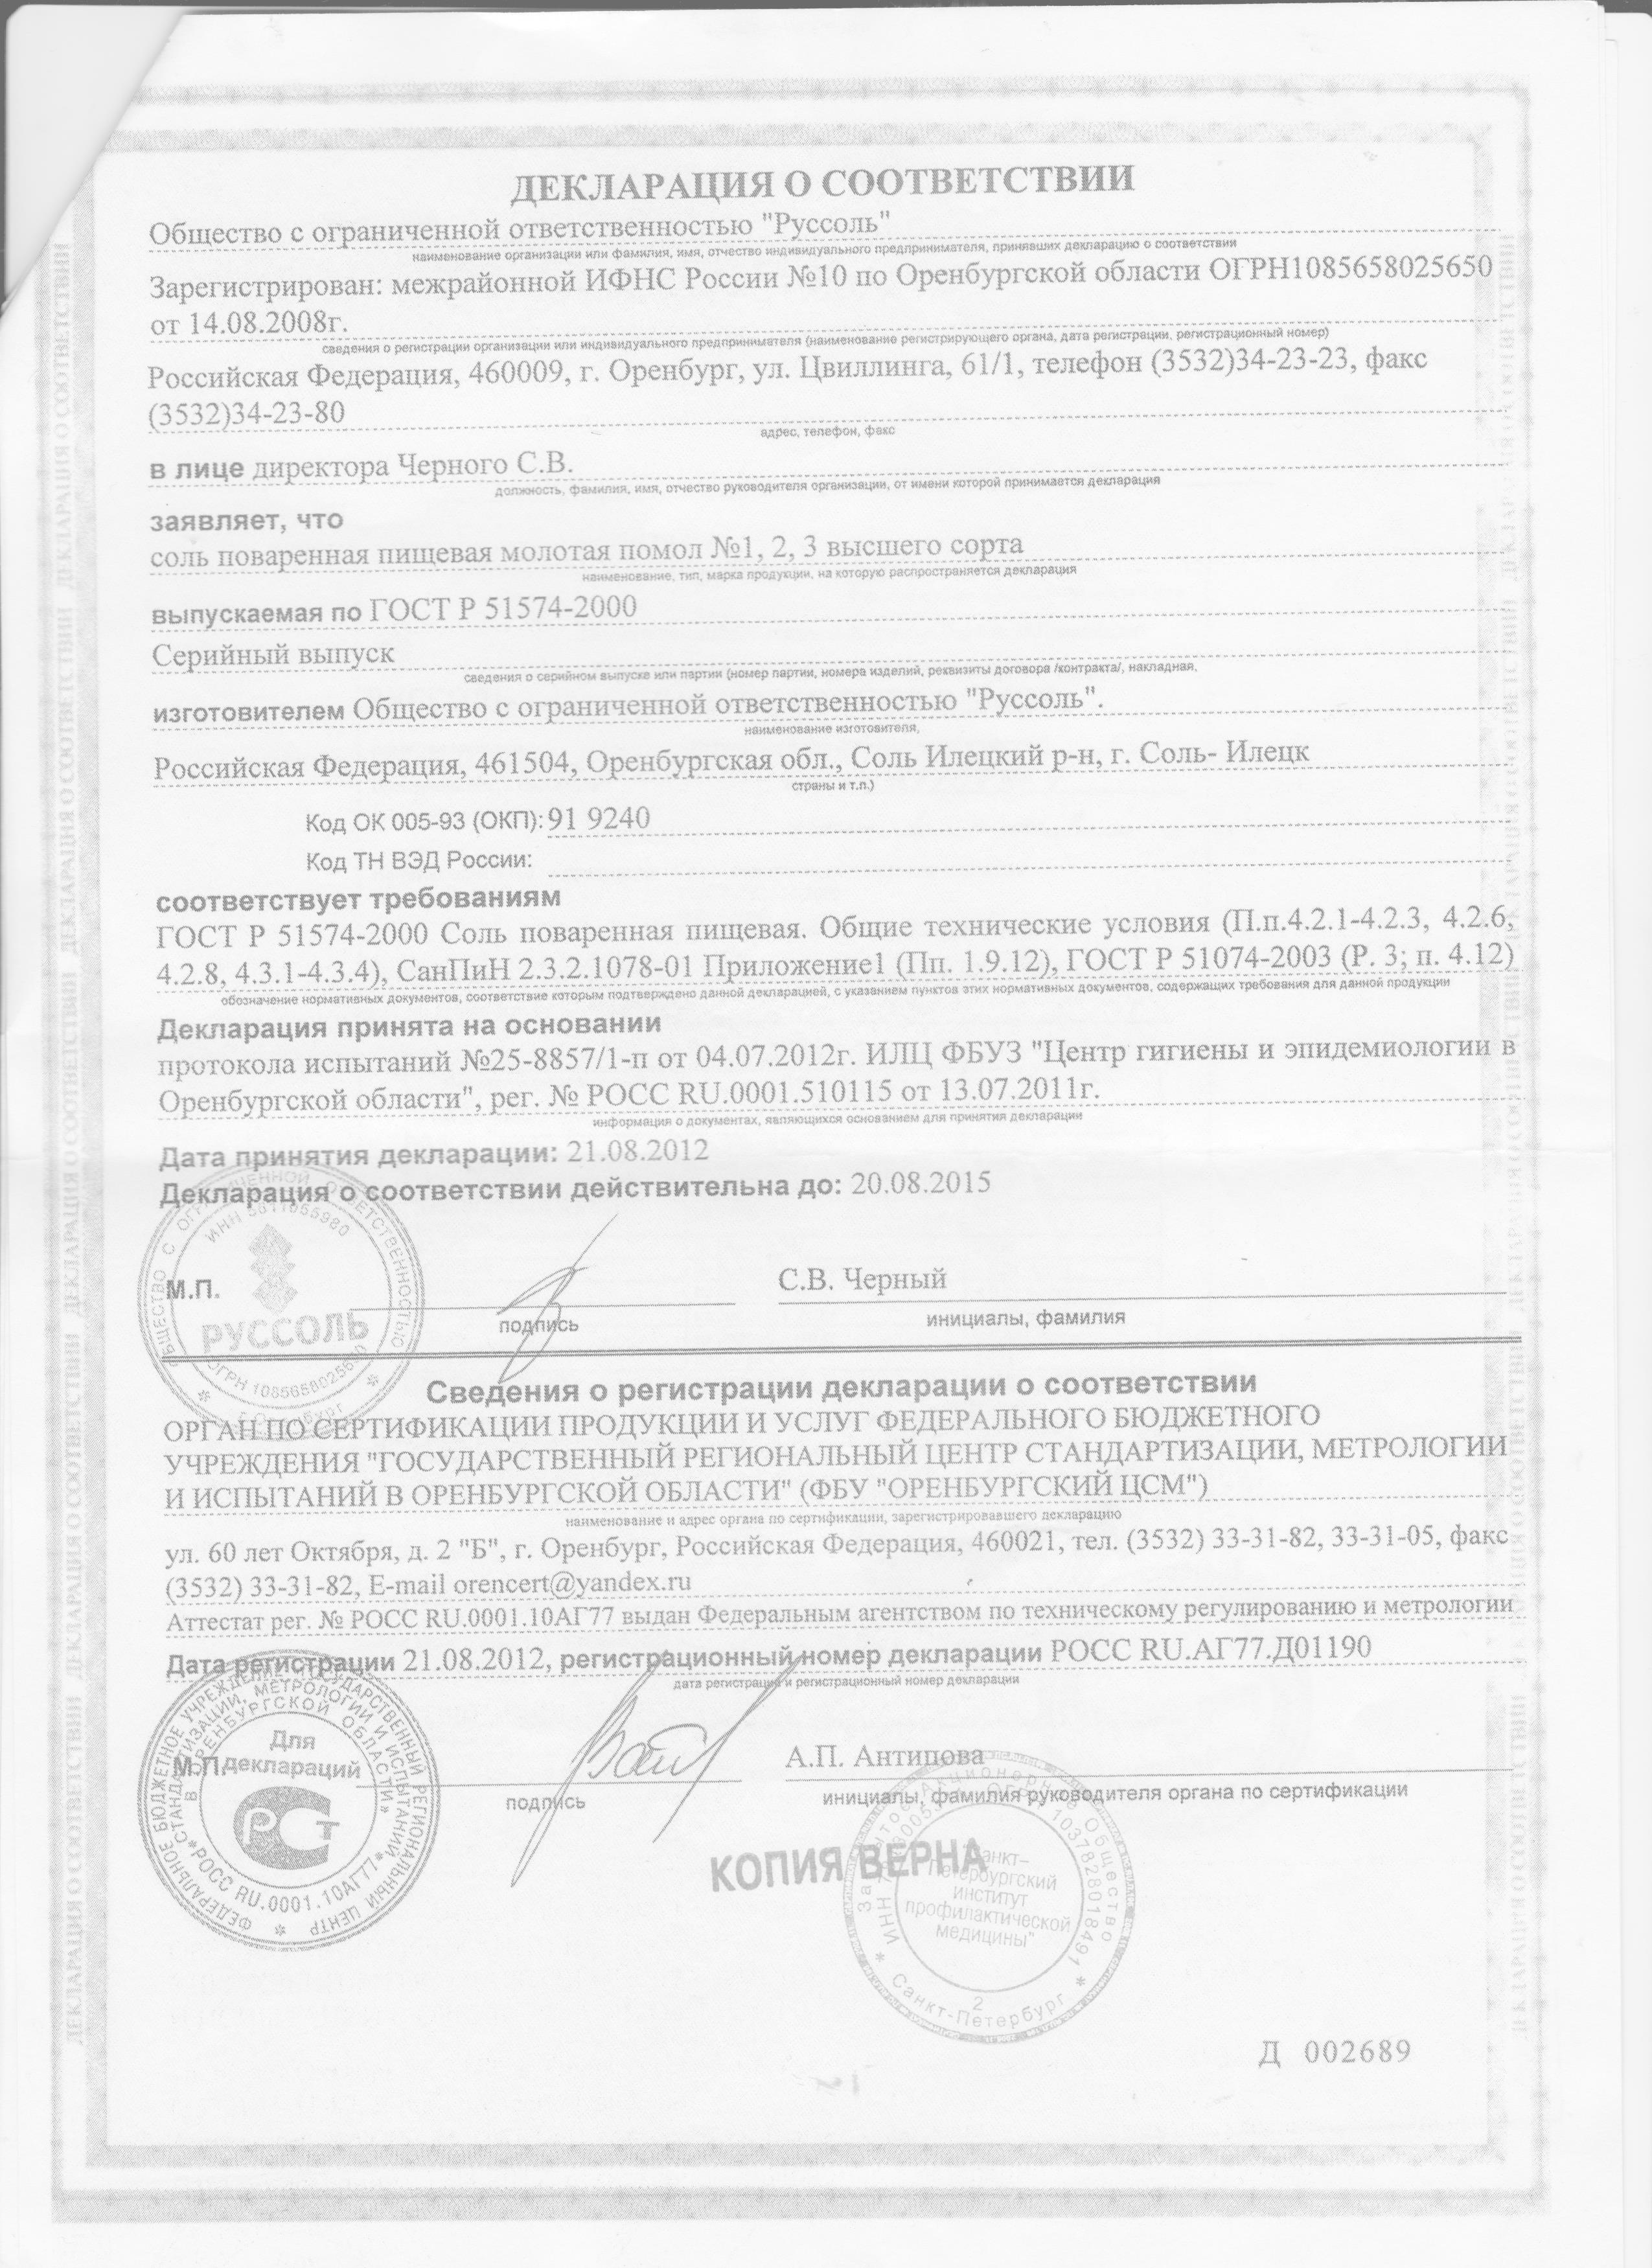 ДЕКЛАРАЦИЯ О СООТВЕТСТВИИ
Общество с ограниченной ответственностью "Руссоль"
наименование организации или фамилия, имя, отчество индивидуального предпринимателя, принявших декларацию о соответствии
Зарегистрирован: межрайонной ИФНС России №10 по Оренбургской области ОГРН1085658025650
от 14.08.2008г.
сведения о регистрации организации или индивидуального предпринимателя (наименование регистрирующего органа, дата регистрации, регистрационный номер)
Российская Федерация, 460009, г. Оренбург, ул. Цвиллинга, 61/1, телефон (3532)34-23-23, факс
(3532)34-23-80
адрес, телефон, факс
в лице директора Черного С.В.
должность, фамилия, имя, отчество руководителя организации, от имени которой принимается декларация
заявляет, что
соль поваренная пищевая молотая помол №1, 2, 3 высшего сорта
наименование, тип, марка продукции, на которую распространяется декларация
выпускаемая по ГОСТ Р 51574-2000
Серийный выпуск
сведения о серийном выпуске или партии (номер партии, номера изделий, реквизиты договора /контракта/, накладная,
изготовителем Общество с ограниченной ответственностью "Руссоль".
наименование изготовителя,
Российская Федерация, 461504, Оренбургская обл., Соль Илецкий р-н, г. Соль- Илецк
страны и т.п.)
Код ОК 005-93 (ОКП): 91 9240
Код ТН ВЭД России:
соответствует требованиям
ГОСТ Р 51574-2000 Соль поваренная пищевая. Общие технические условия (П.п.4.2.1-4.2.3, 4.2.6,
4.2.8, 4.3.1-4.3.4), СанПиН 2.3.2.1078-01 Приложение1 (Пп. 1.9.12), ГОСТ Р 51074-2003 (Р. 3; п. 4.12)
обозначение нормативных документов, соответствие которым подтверждено данной декларацией, с указанием пунктов этих нормативных документов, содержащих требования для данной продукции
Декларация принята на основании
протокола испытаний №25-8857/1-п от 04.07.2012г. ИЛЦ ФБУЗ "Центр гигиены и эпидемиологии в
Оренбургской области", рег. № РОСС RU.0001.510115 от 13.07.2011г.
информация о документах, являющихся основанием для принятия декларации
Дата принятия декларации: 21.08.2012
Декларация о соответствии действительна до: 20.08.2015
ОБЩЕСТВО С ОГРАНИЧЕННОЙ ОТВЕТСТВЕННОСТЬЮ
ИНН 5611055980
РУССОЛЬ
ОГРН 1085658025650
М.П.
С.В. Черный
подпись
инициалы, фамилия
Сведения о регистрации декларации о соответствии
ОРГАН ПО СЕРТИФИКАЦИИ ПРОДУКЦИИ И УСЛУГ ФЕДЕРАЛЬНОГО БЮДЖЕТНОГО
УЧРЕЖДЕНИЯ "ГОСУДАРСТВЕННЫЙ РЕГИОНАЛЬНЫЙ ЦЕНТР СТАНДАРТИЗАЦИИ, МЕТРОЛОГИИ
И ИСПЫТАНИЙ В ОРЕНБУРГСКОЙ ОБЛАСТИ" (ФБУ "ОРЕНБУРГСКИЙ ЦСМ")
наименование и адрес органа по сертификации, зарегистрировавшего декларацию
ул. 60 лет Октября, д. 2 "Б", г. Оренбург, Российская Федерация, 460021, тел. (3532) 33-31-82, 33-31-05, факс
(3532) 33-31-82, E-mail orencert@yandex.ru
Аттестат рег. № РОСС RU.0001.10АГ77 выдан Федеральным агентством по техническому регулированию и метрологии
Дата регистрации 21.08.2012, регистрационный номер декларации РОСС RU.АГ77.Д01190
дата регистрации и регистрационный номер декларации
ФЕДЕРАЛЬНОЕ БЮДЖЕТНОЕ УЧРЕЖДЕНИЕ «ГОСУДАРСТВЕННЫЙ РЕГИОНАЛЬНЫЙ ЦЕНТР
СТАНДАРТИЗАЦИИ, МЕТРОЛОГИИ И ИСПЫТАНИЙ
В ОРЕНБУРГСКОЙ ОБЛАСТИ»
РОСС RU.0001.10АГ77
Для
деклараций
М.П.
А.П. Антипова
подпись
инициалы, фамилия руководителя органа по сертификации
КОПИЯ ВЕРНА
Закрытое акционерное Общество
ОГРН 1037828018491
Санкт-
Петербургский
институт
профилактической
медицины"
2
Санкт-Петербург
Д 002689